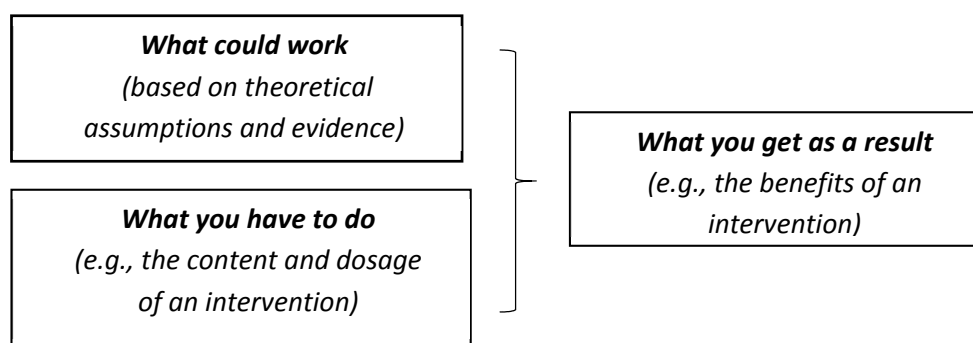 What could work
(based on theoretical
assumptions and evidence)
What you have to do
(e.g., the content and dosage
of an intervention)
What you get as a result
(e.g., the benefits of an
intervention)